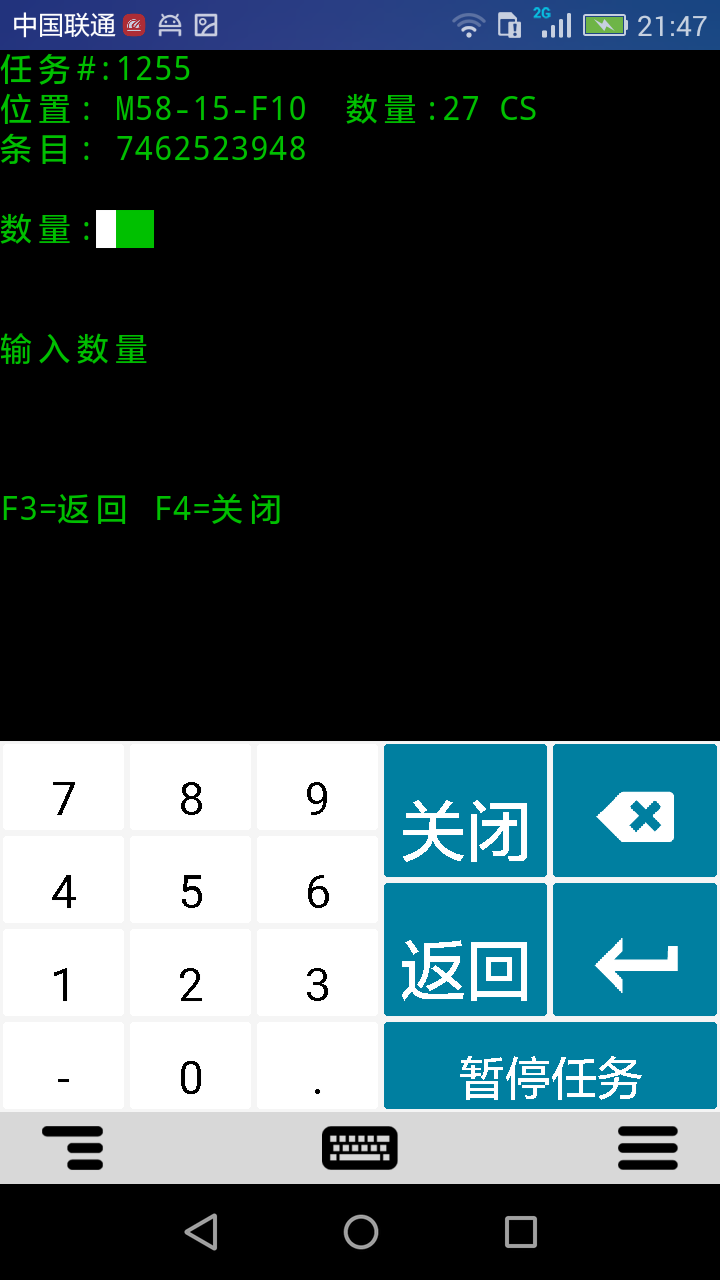 中国联通 2G 21:47
任务#:1255
位置: M58-15-F10 数量:27 CS
条目: 7462523948
数量:
输入数量
F3=返回 F4=关闭
7 8 9 关闭
4 5 6
1 2 3 返回
- 0 . 暂停任务